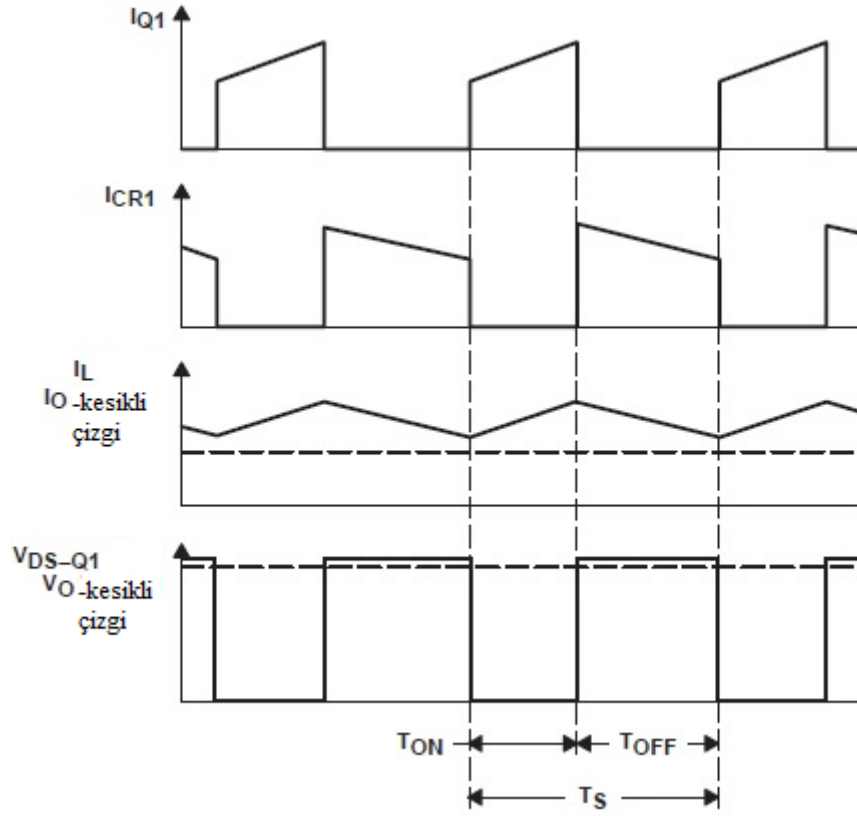 IQ1
ICR1
IL
IO -kesikli
çizgi
VDS–Q1
VO -kesikli
çizgi
TON
TOFF
TS